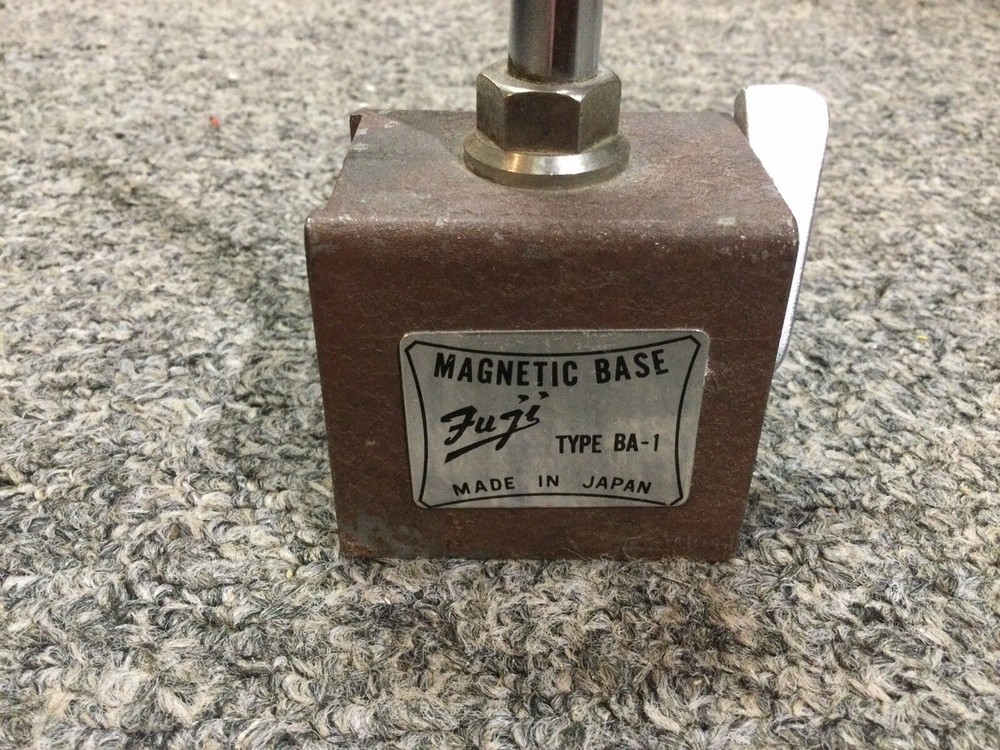 MAGNETIC BASE
Fuji
TYPE BA-1
MADE IN JAPAN